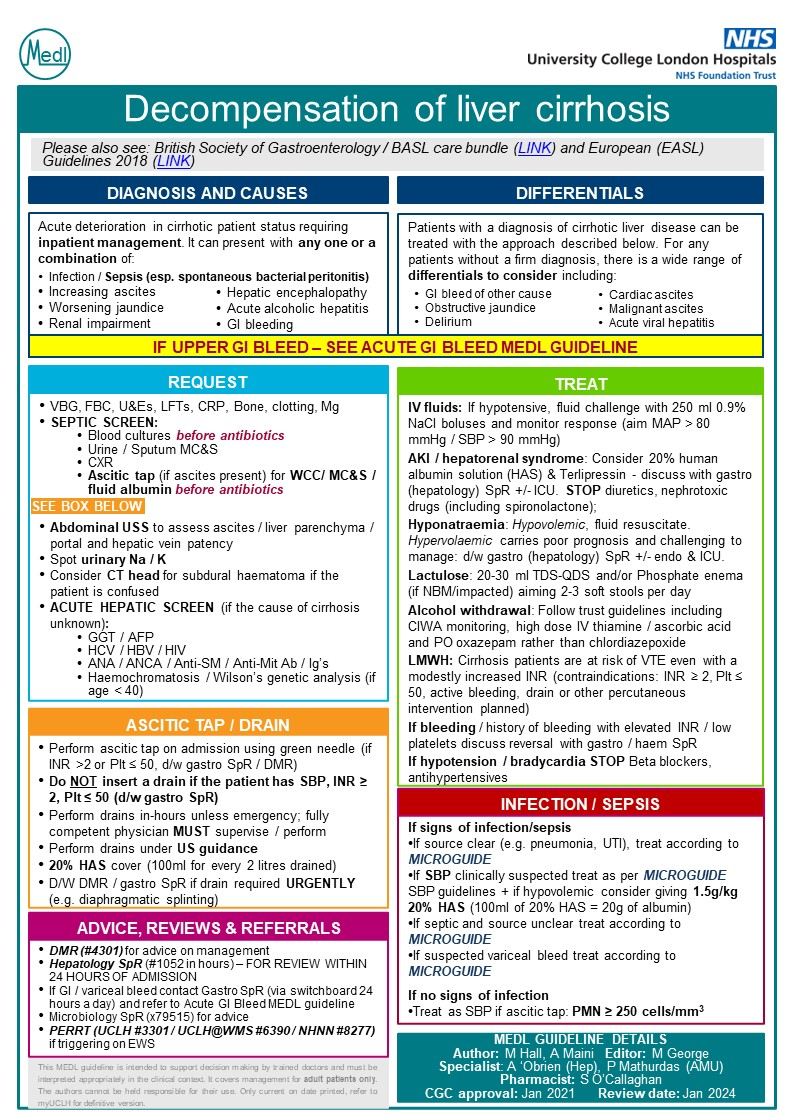 Medl
NHS
University College London Hospitals
NHS Foundation Trust
Decompensation of liver cirrhosis
Please also see: British Society of Gastroenterology / BASL care bundle (LINK) and European (EASL)
Guidelines 2018 (LINK)
DIAGNOSIS AND CAUSES
Acute deterioration in cirrhotic patient status requiring
inpatient management. It can present with any one or a
combination of:
• Infection / Sepsis (esp. spontaneous bacterial peritonitis)
• Increasing ascites
• Worsening jaundice
• Renal impairment
• Hepatic encephalopathy
• Acute alcoholic hepatitis
• GI bleeding
DIFFERENTIALS
Patients with a diagnosis of cirrhotic liver disease can be
treated with the approach described below. For any
patients without a firm diagnosis, there is a wide range of
differentials to consider including:
• GI bleed of other cause
• Obstructive jaundice
• Delirium
• Cardiac ascites
• Malignant ascites
• Acute viral hepatitis
IF UPPER GI BLEED – SEE ACUTE GI BLEED MEDL GUIDELINE
REQUEST
• VBG, FBC, U&Es, LFTs, CRP, Bone, clotting, Mg
• SEPTIC SCREEN:
• Blood cultures before antibiotics
• Urine / Sputum MC&S
• CXR
• Ascitic tap (if ascites present) for WCC/ MC&S /
fluid albumin before antibiotics
SEE BOX BELOW
• Abdominal USS to assess ascites / liver parenchyma /
portal and hepatic vein patency
• Spot urinary Na / K
• Consider CT head for subdural haematoma if the
patient is confused
• ACUTE HEPATIC SCREEN (if the cause of cirrhosis
unknown):
• GGT / AFP
• HCV / HBV / HIV
• ANA / ANCA / Anti-SM / Anti-Mit Ab / Ig's
• Haemochromatosis / Wilson's genetic analysis (if
age < 40)
ASCITIC TAP / DRAIN
• Perform ascitic tap on admission using green needle (if
INR >2 or Plt ≤ 50, d/w gastro SpR / DMR)
• Do NOT insert a drain if the patient has SBP, INR ≥
2, Plt ≤ 50 (d/w gastro SpR)
• Perform drains in-hours unless emergency; fully
competent physician MUST supervise / perform
• Perform drains under US guidance
• 20% HAS cover (100ml for every 2 litres drained)
• D/W DMR / gastro SpR if drain required URGENTLY
(e.g. diaphragmatic splinting)
ADVICE, REVIEWS & REFERRALS
• DMR (#4301) for advice on management
• Hepatology SpR (#1052 in hours) – FOR REVIEW WITHIN
24 HOURS OF ADMISSION
• If GI / variceal bleed contact Gastro SpR (via switchboard 24
hours a day) and refer to Acute GI Bleed MEDL guideline
• Microbiology SpR (x79515) for advice
• PERRT (UCLH #3301 / UCLH@WMS #6390 / NHNN #8277)
if triggering on EWS
This MEDL guideline is intended to support decision making by trained doctors and must be
interpreted appropriately in the clinical context. It covers management for adult patients only.
The authors cannot be held responsible for their use. Only current on date printed, refer to
myUCLH for definitive version.
TREAT
IV fluids: If hypotensive, fluid challenge with 250 ml 0.9%
NaCl boluses and monitor response (aim MAP > 80
mmHg / SBP > 90 mmHg)
AKI / hepatorenal syndrome: Consider 20% human
albumin solution (HAS) & Terlipressin - discuss with gastro
(hepatology) SpR +/- ICU. STOP diuretics, nephrotoxic
drugs (including spironolactone);
Hyponatraemia: Hypovolemic, fluid resuscitate.
Hypervolaemic carries poor prognosis and challenging to
manage: d/w gastro (hepatology) SpR +/- endo & ICU.
Lactulose: 20-30 ml TDS-QDS and/or Phosphate enema
(if NBM/impacted) aiming 2-3 soft stools per day
Alcohol withdrawal: Follow trust guidelines including
CIWA monitoring, high dose IV thiamine / ascorbic acid
and PO oxazepam rather than chlordiazepoxide
LMWH: Cirrhosis patients are at risk of VTE even with a
modestly increased INR (contraindications: INR ≥ 2, Plt ≤
50, active bleeding, drain or other percutaneous
intervention planned)
If bleeding / history of bleeding with elevated INR / low
platelets discuss reversal with gastro / haem SpR
If hypotension / bradycardia STOP Beta blockers,
antihypertensives
INFECTION / SEPSIS
If signs of infection/sepsis
•If source clear (e.g. pneumonia, UTI), treat according to
MICROGUIDE
•If SBP clinically suspected treat as per MICROGUIDE
SBP guidelines + if hypovolemic consider giving 1.5g/kg
20% HAS (100ml of 20% HAS = 20g of albumin)
•If septic and source unclear treat according to
MICROGUIDE
•If suspected variceal bleed treat according to
MICROGUIDE
If no signs of infection
•Treat as SBP if ascitic tap: PMN ≥ 250 cells/mm³
MEDL GUIDELINE DETAILS
Author: M Hall, A Maini Editor: M George
Specialist: A 'Obrien (Hep), P Mathurdas (AMU)
Pharmacist: S O'Callaghan
CGC approval: Jan 2021 Review date: Jan 2024